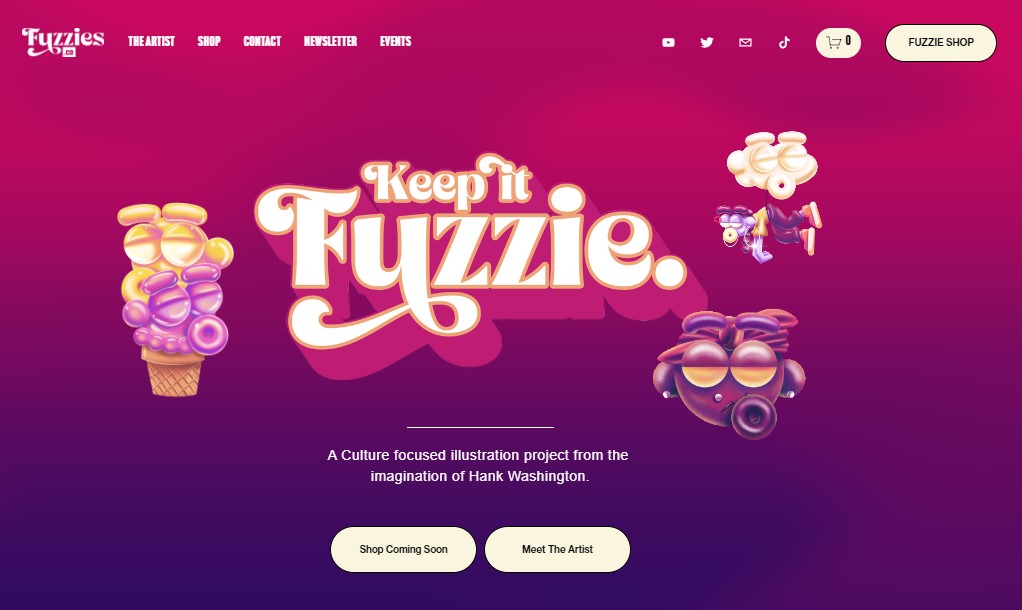 Fuzzies
.co
THE ARTIST
SHOP
CONTACT
NEWSLETTER
EVENTS
0
FUZZIE SHOP
Keep it
Fuzzie.
A Culture focused illustration project from the
imagination of Hank Washington.
Shop Coming Soon
Meet The Artist